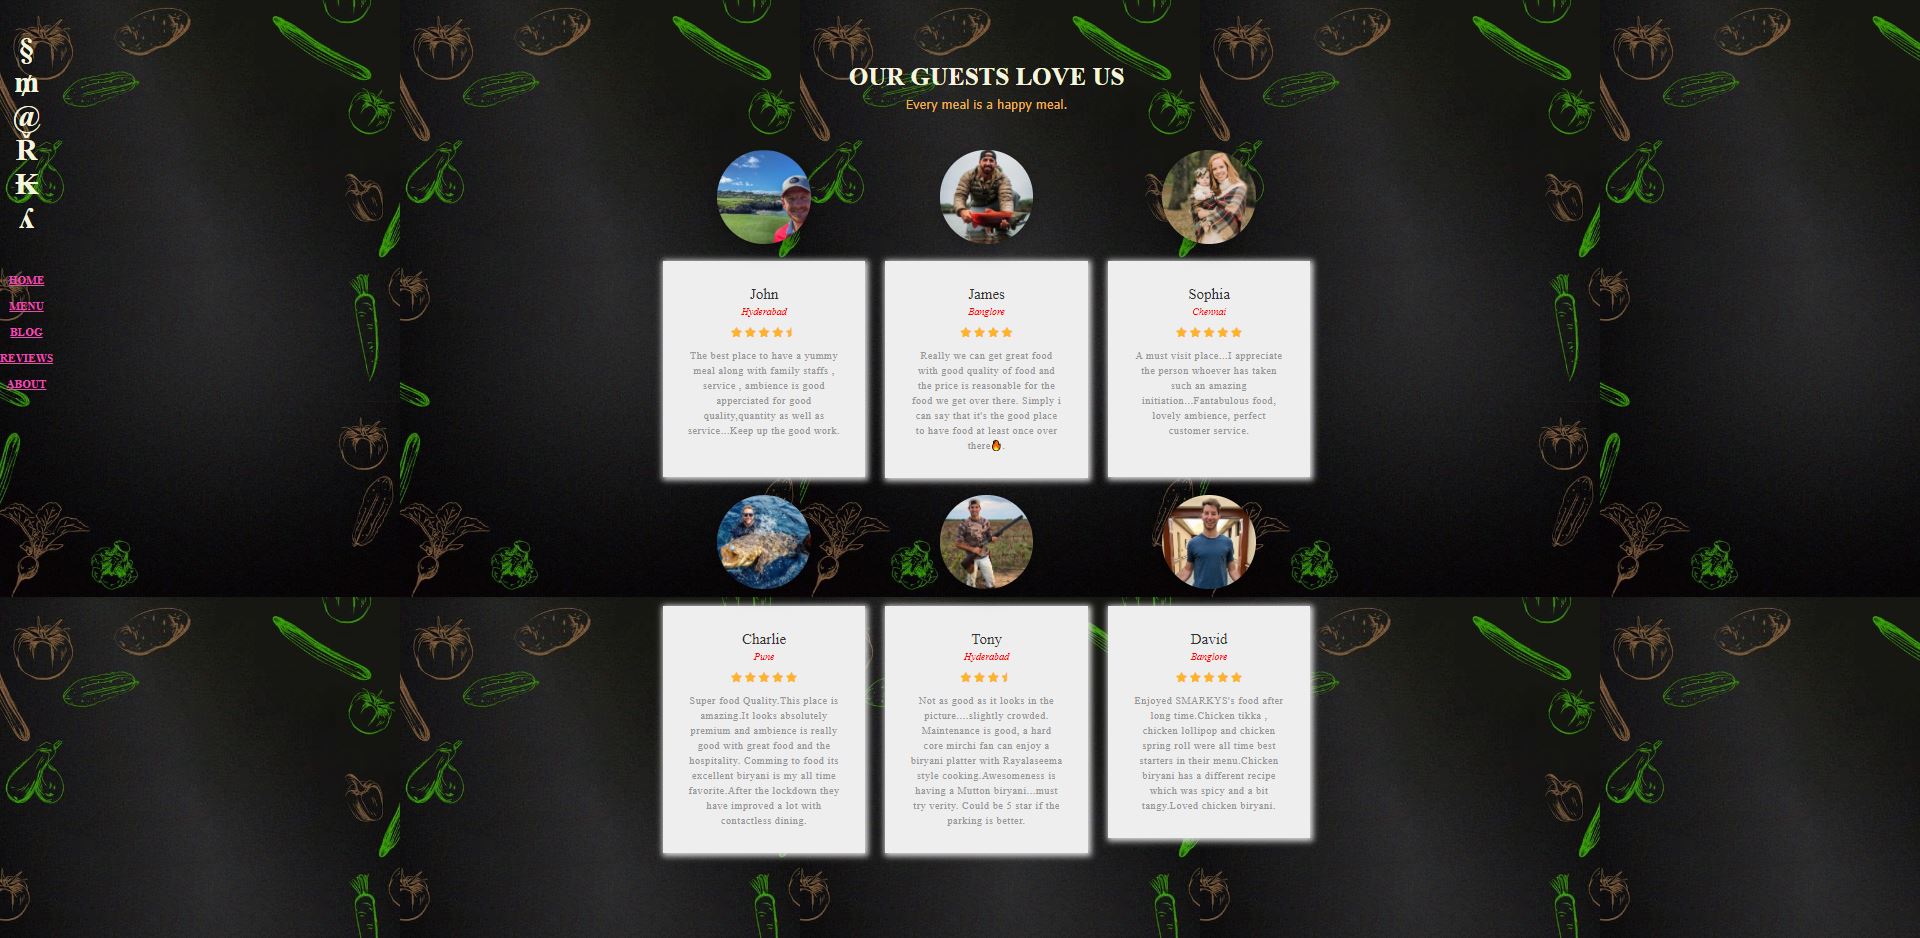 §
ɱ
@
Ř
₭
ʎ
HOME
MENU
BLOG
REVIEWS
ABOUT
OUR GUESTS LOVE US
Every meal is a happy meal.
John
Hyderabad
The best place to have a yummy
meal along with family staffs ,
service , ambience is good
apperciated for good
quality,quantity as well as
service...Keep up the good work.
James
Banglore
Really we can get great food
with good quality of food and
the price is reasonable for the
food we get over there. Simply i
can say that it's the good place
to have food at least once over
there🔥.
Sophia
Chennai
A must visit place...I appreciate
the person whoever has taken
such an amazing
initiation...Fantabulous food,
lovely ambience, perfect
customer service.
Charlie
Pune
Super food Quality.This place is
amazing.It looks absolutely
premium and ambience is really
good with great food and the
hospitality. Comming to food its
excellent biryani is my all time
favorite.After the lockdown they
have improved a lot with
contactless dining.
Tony
Hyderabad
Not as good as it looks in the
picture....slightly crowded.
Maintenance is good, a hard
core mirchi fan can enjoy a
biryani platter with Rayalaseema
style cooking.Awesomeness is
having a Mutton biryani...must
try verity. Could be 5 star if the
parking is better.
David
Banglore
Enjoyed SMARKYS's food after
long time.Chicken tikka ,
chicken lollipop and chicken
spring roll were all time best
starters in their menu.Chicken
biryani has a different recipe
which was spicy and a bit
tangy.Loved chicken biryani.